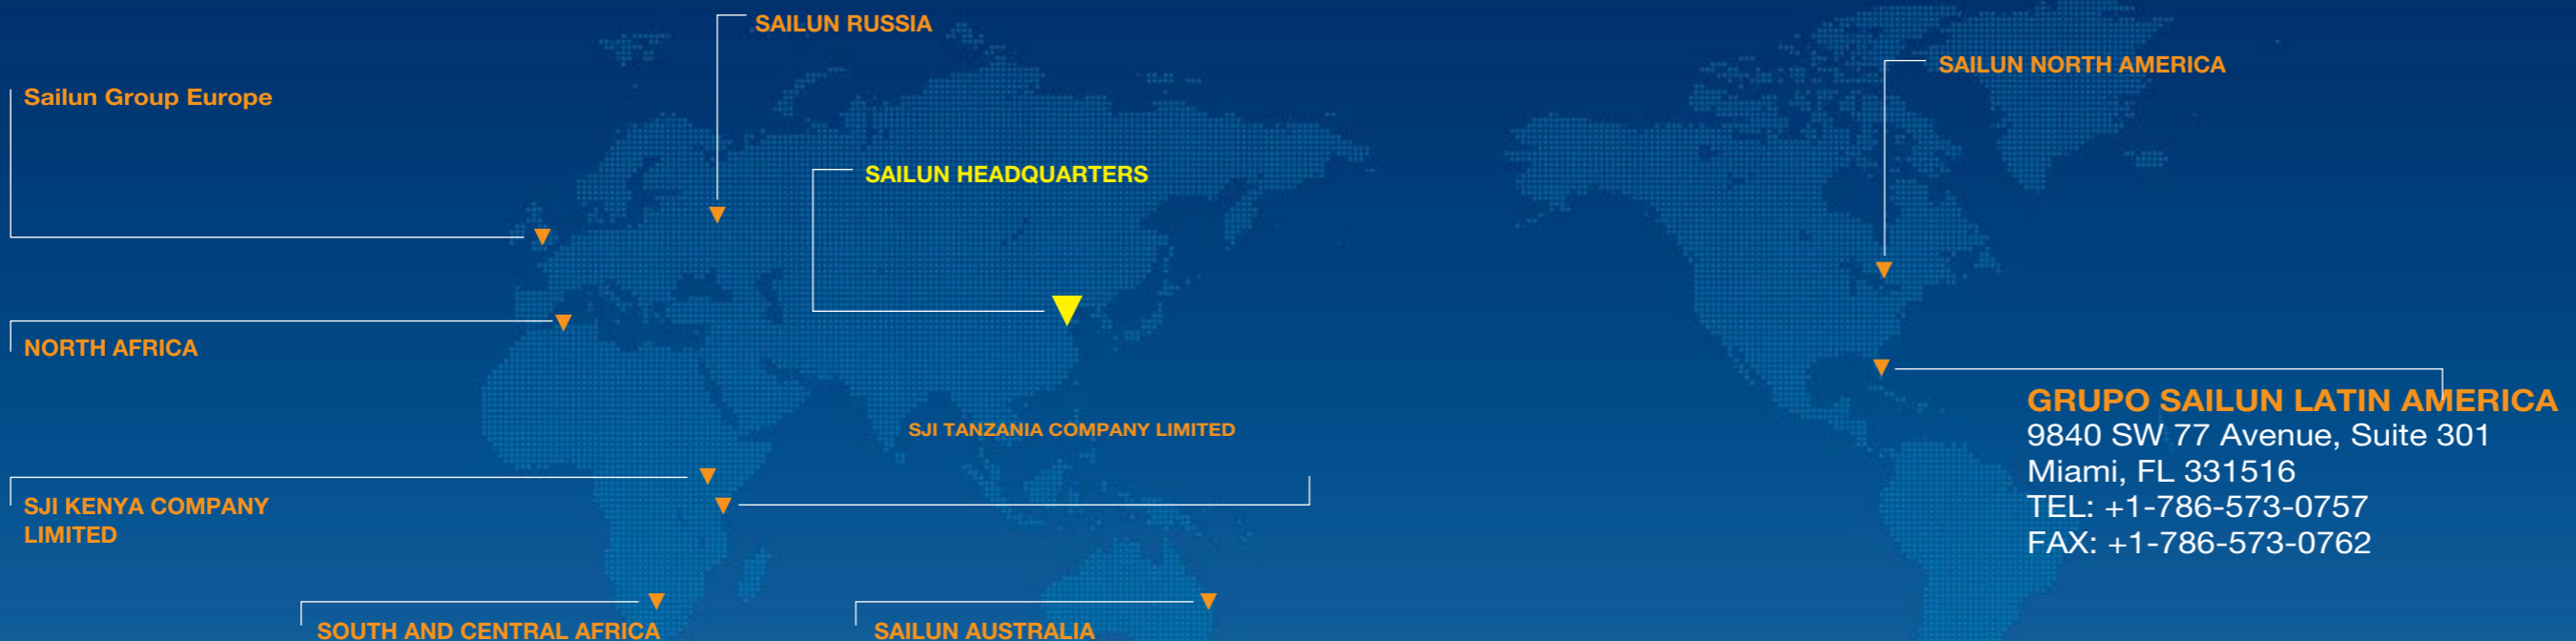 SAILUN RUSSIA
SAILUN NORTH AMERICA
Sailun Group Europe
SAILUN HEADQUARTERS
NORTH AFRICA
GRUPO SAILUN LATIN AMERICA
9840 SW 77 Avenue, Suite 301
Miami, FL 331516
TEL: +1-786-573-0757
FAX: +1-786-573-0762
SJI TANZANIA COMPANY LIMITED
SJI KENYA COMPANY
LIMITED
SOUTH AND CENTRAL AFRICA
SAILUN AUSTRALIA